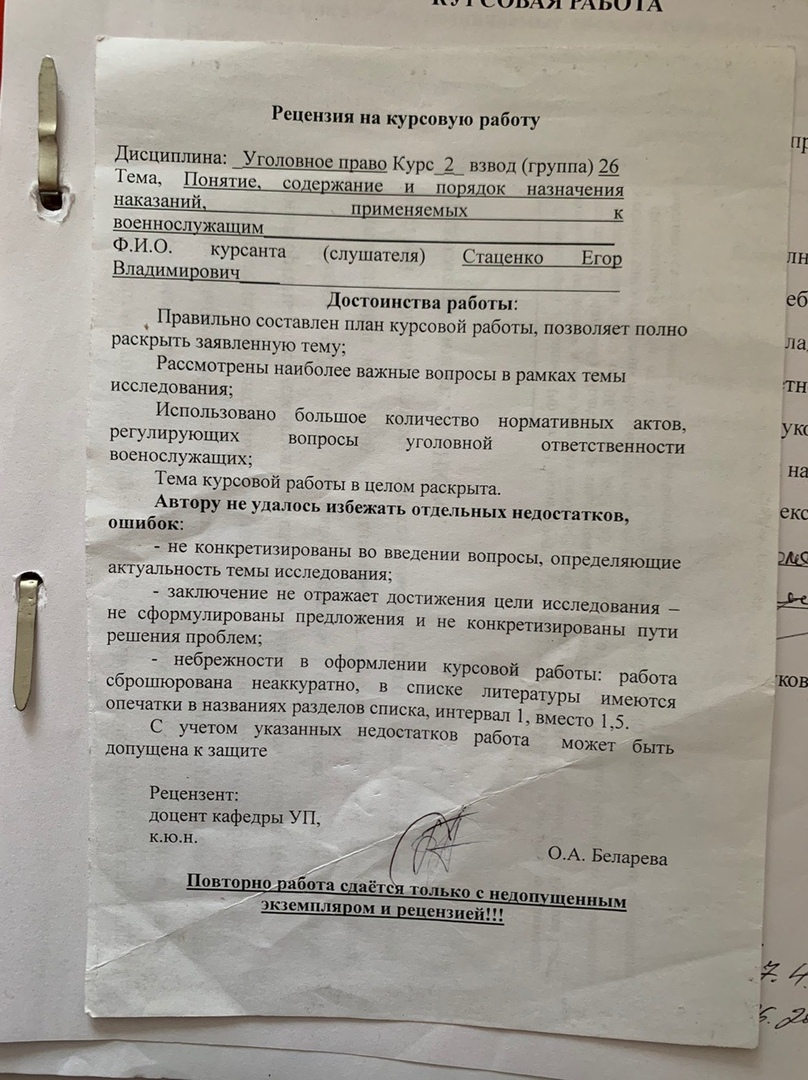 КУРСОВАЯ РАБОТА
Рецензия на курсовую работу
Дисциплина: _Уголовное право Курс_2_ взвод (группа) 26
Тема, Понятие, содержание и порядок назначения
наказаний, применяемых к
военнослужащим
Ф.И.О. курсанта (слушателя) Стаценко Егор
Владимирович
Достоинства работы:
Правильно составлен план курсовой работы, позволяет полно
раскрыть заявленную тему;
Рассмотрены наиболее важные вопросы в рамках темы
исследования;
Использовано большое количество нормативных актов,
регулирующих вопросы уголовной ответственности
военослужащих;
Тема курсовой работы в целом раскрыта.
Автору не удалось избежать отдельных недостатков,
ошибок:
- не конкретизированы во введении вопросы, определяющие
актуальность темы исследования;
- заключение не отражает достижения цели исследования –
не сформулированы предложения и не конкретизированы пути
решения проблем;
- небрежности в оформлении курсовой работы: работа
сброшюрована неаккуратно, в списке литературы имеются
опечатки в названиях разделов списка, интервал 1, вместо 1,5.
С учетом указанных недостатков работа может быть
допущена к защите
Рецензент:
доцент кафедры УП,
к.ю.н.
О.А. Беларева
Повторно работа сдаётся только с недопущенным
экземпляром и рецензией!!!